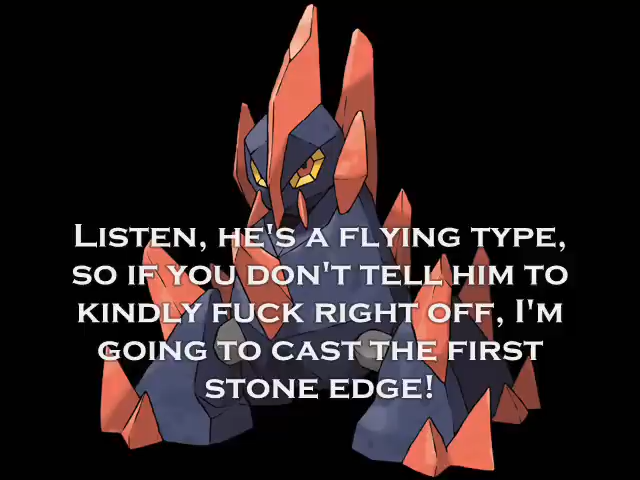 Listen, he's a flying type,
so if you don't tell him to
kindly fuck right off, I'm
going to cast the first
stone edge!